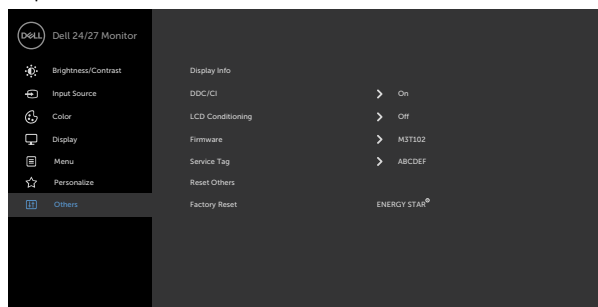 DELL Dell 24/27 Monitor
Brightness/Contrast Display Info
Input Source DDC/CI On
Color LCD Conditioning Off
Display Firmware M3T102
Menu Service Tag ABCDEF
Personalize Reset Others
Others Factory Reset ENERGY STAR®